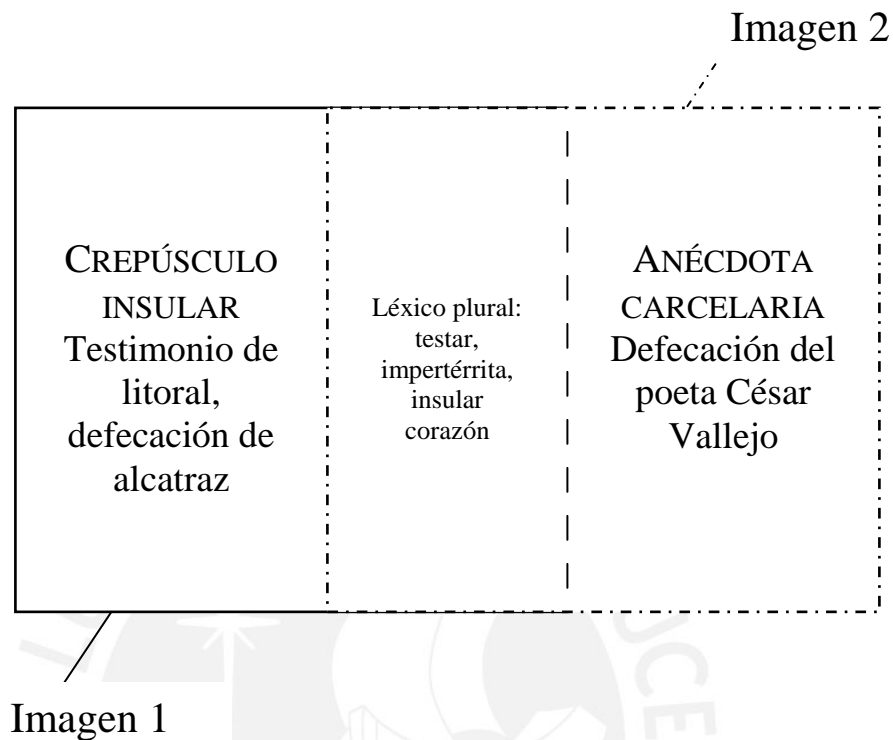 Imagen 2
CREPÚSCULO
INSULAR
Testimonio de
litoral,
defecación de
alcatraz
Léxico plural:
testar,
impertérrita,
insular
corazón
ANÉCDOTA
CARCELARIA
Defecación del
poeta César
Vallejo
Imagen 1